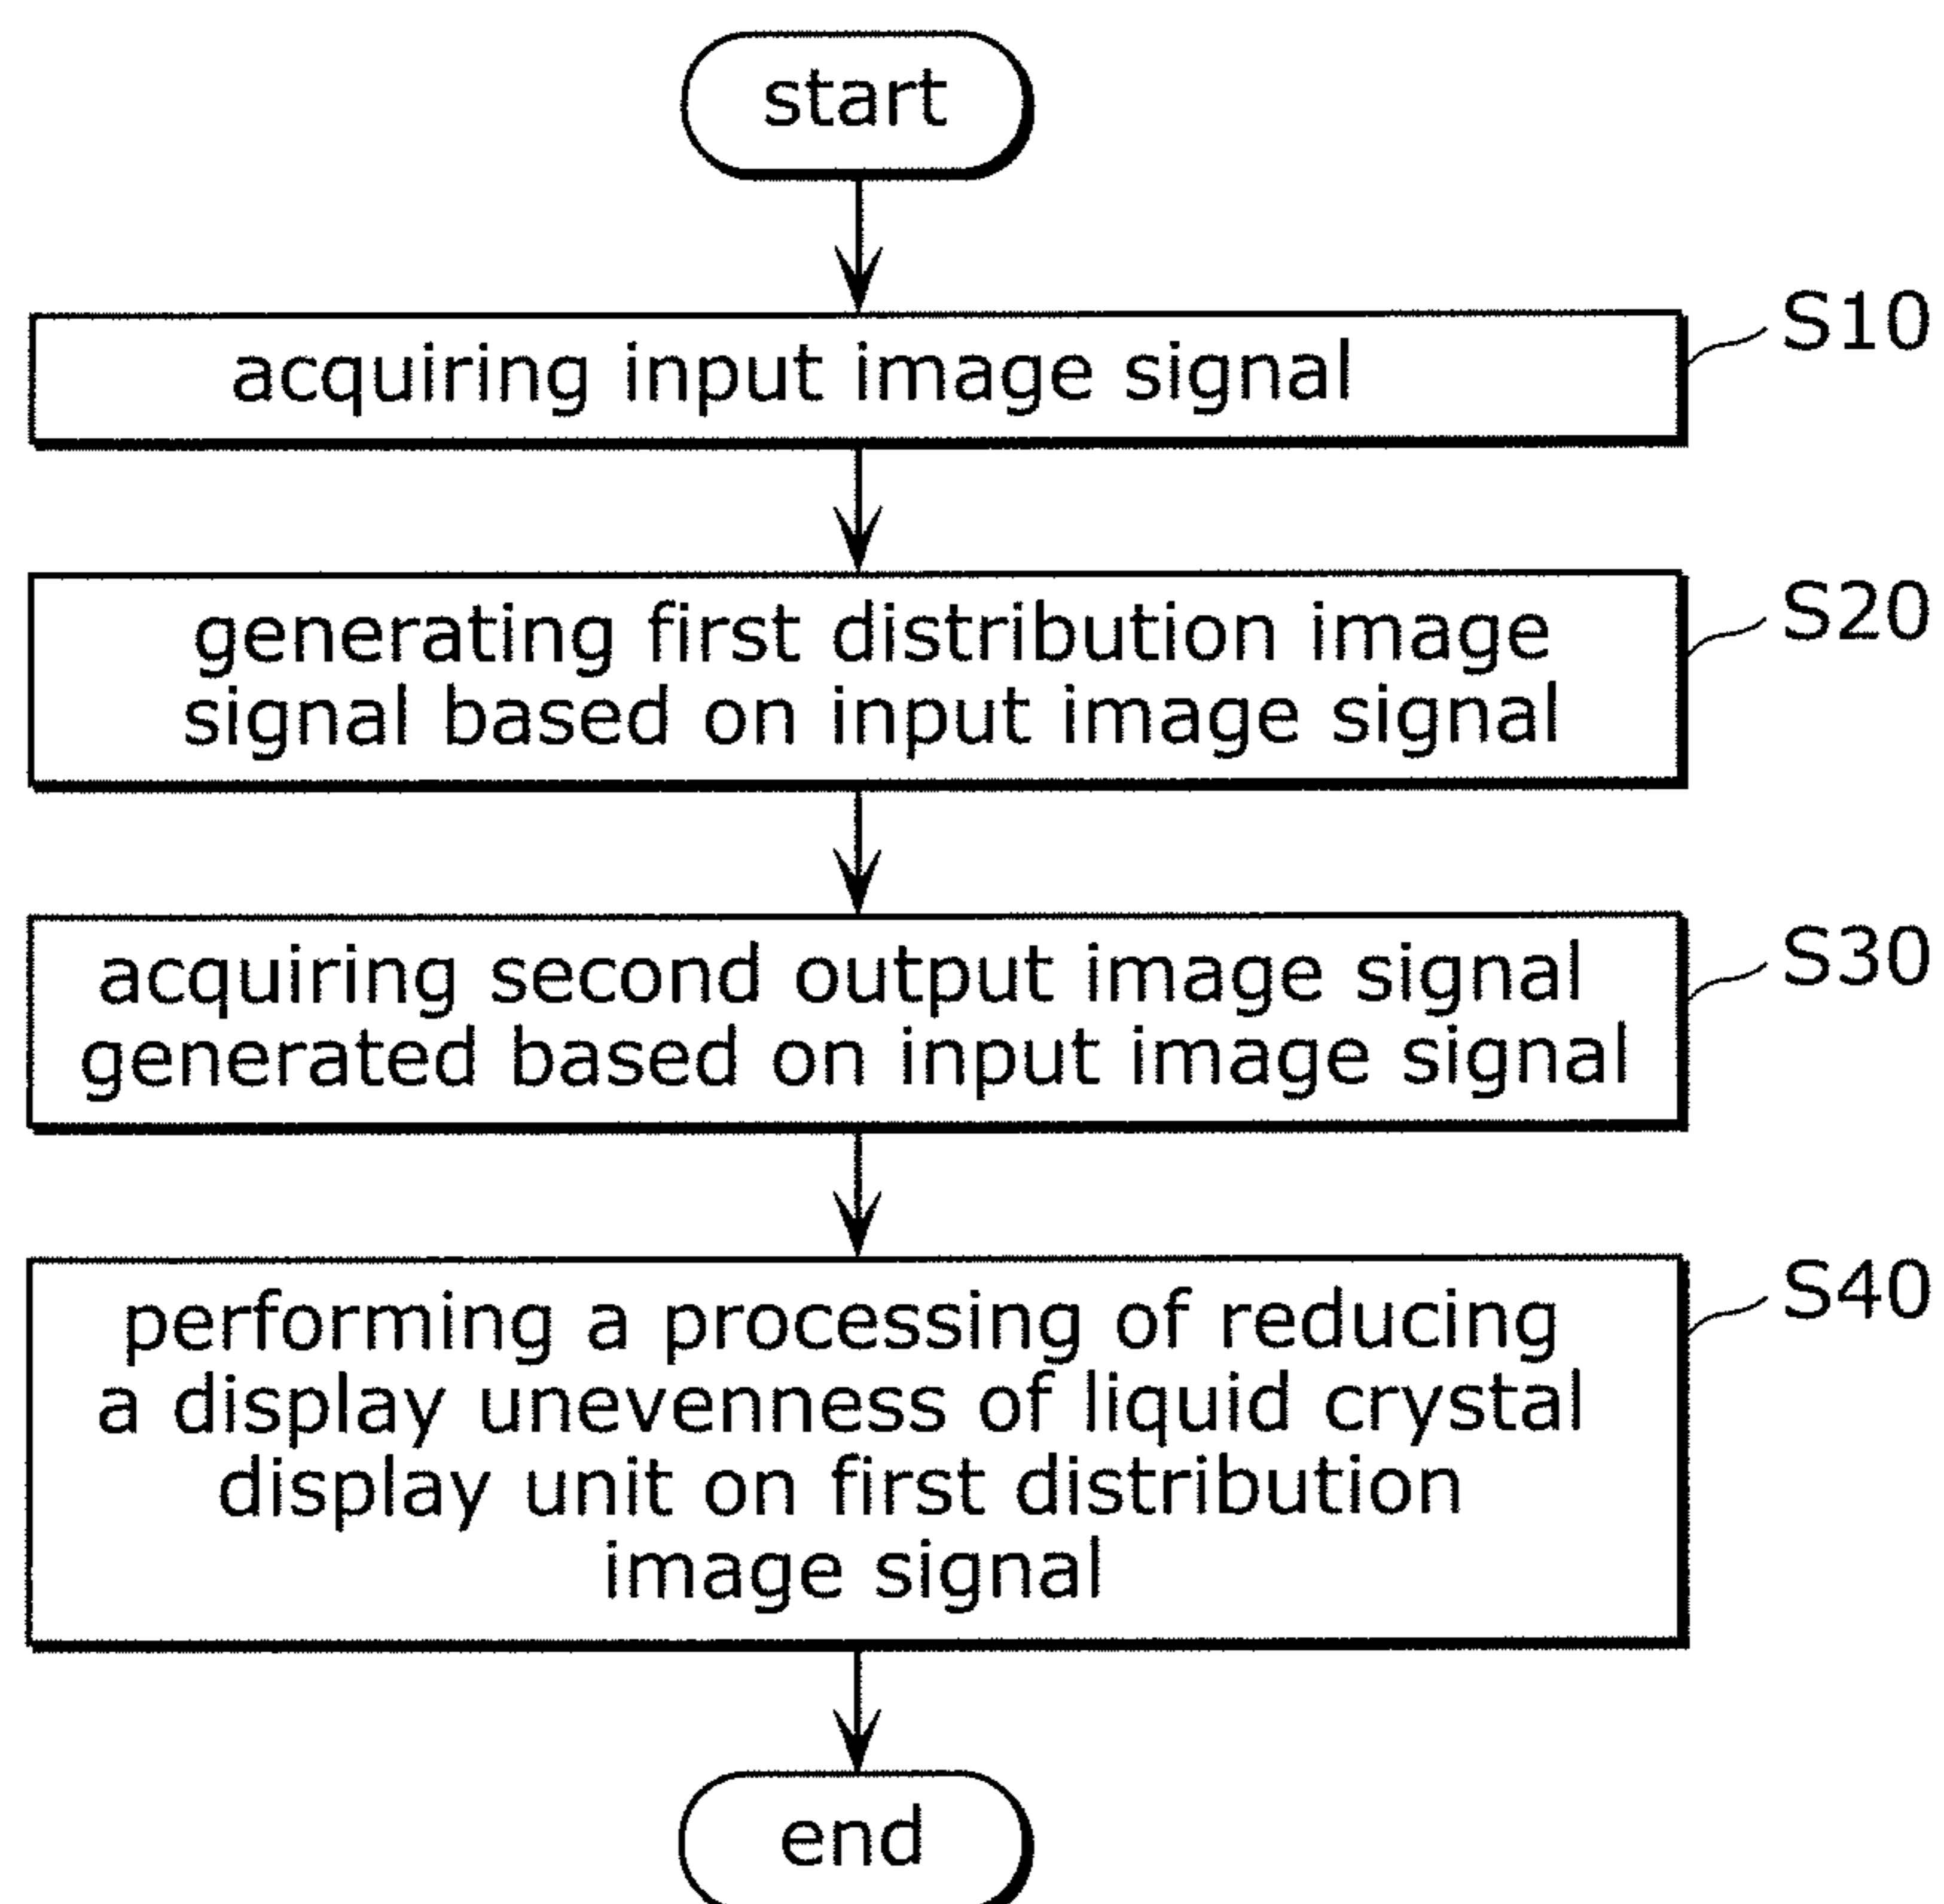 start
acquiring input image signal
S10
generating first distribution image
signal based on input image signal
S20
acquiring second output image signal
generated based on input image signal
S30
performing a processing of reducing
a display unevenness of liquid crystal
display unit on first distribution
image signal
S40
end